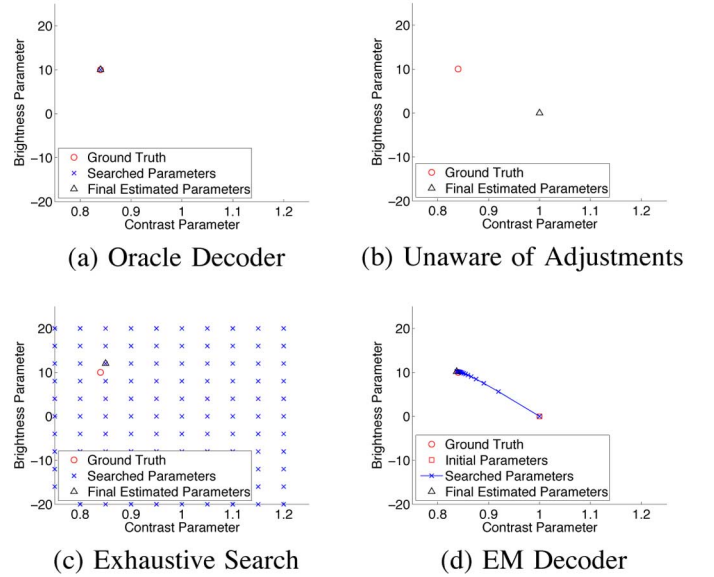 20
10
0
−10
−20
Brightness Parameter
Ground Truth
Searched Parameters
Final Estimated Parameters
0.8 0.9 1 1.1 1.2
Contrast Parameter
(a) Oracle Decoder
20
10
0
−10
−20
Brightness Parameter
Ground Truth
Final Estimated Parameters
0.8 0.9 1 1.1 1.2
Contrast Parameter
(b) Unaware of Adjustments
20
10
0
−10
−20
Brightness Parameter
Ground Truth
Searched Parameters
Final Estimated Parameters
0.8 0.9 1 1.1 1.2
Contrast Parameter
(c) Exhaustive Search
20
10
0
−10
−20
Brightness Parameter
Ground Truth
Initial Parameters
Searched Parameters
Final Estimated Parameters
0.8 0.9 1 1.1 1.2
Contrast Parameter
(d) EM Decoder